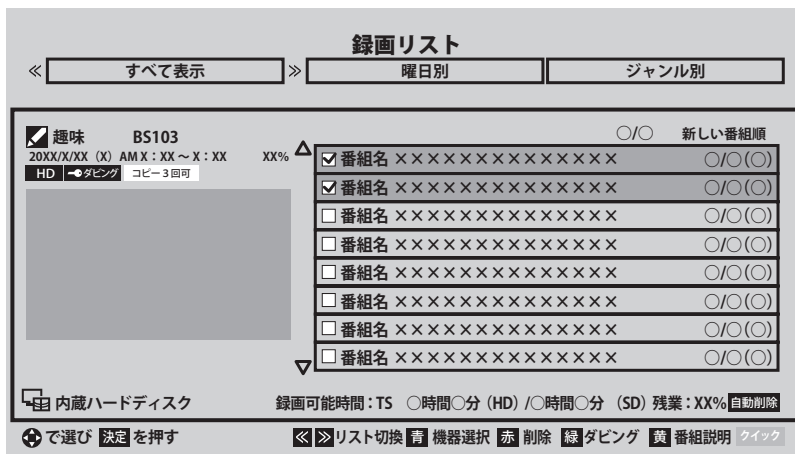 録画リスト
≪ すべて表示 ≫ 曜日別 ジャンル別
趣味 BS103
20XX/X/XX（X）AM X：XX～X：XX XX%
HD ダビング コピー3回可
○/○ 新しい番組順
番組名 ×××××××××××××× ○/○(○)
番組名 ×××××××××××××× ○/○(○)
番組名 ×××××××××××××× ○/○(○)
番組名 ×××××××××××××× ○/○(○)
番組名 ×××××××××××××× ○/○(○)
番組名 ×××××××××××××× ○/○(○)
番組名 ×××××××××××××× ○/○(○)
番組名 ×××××××××××××× ○/○(○)
内蔵ハードディスク 録画可能時間：TS ○時間○分（HD）/○時間○分（SD）残業：XX% 自動削除
で選び 決定 を押す ≪ ≫ リスト切換 青 機器選択 赤 削除 緑 ダビング 黄 番組説明 クイック